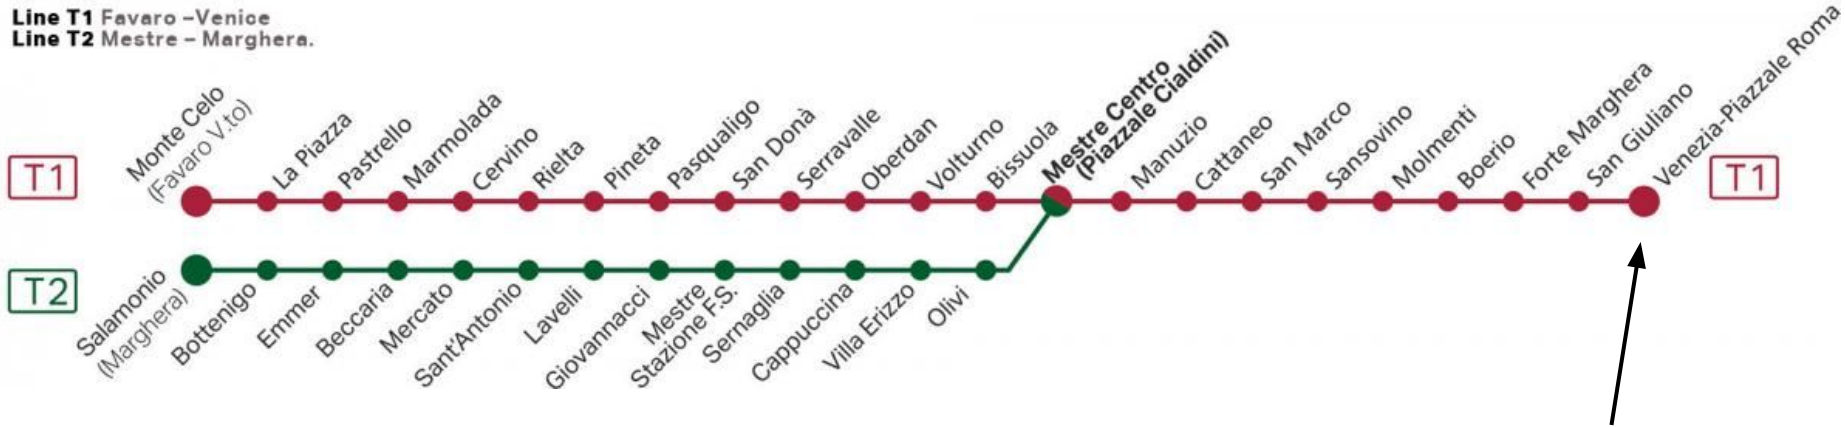 Line T1 Favaro –Venice
Line T2 Mestre – Marghera.
T1
Monte Celo
(Favaro V.to)
La Piazza
Pastrello
Marmolada
Cervino
Rielta
Pineta
Pasqualigo
San Donà
Serravalle
Oberdan
Volturno
Bissuola
Mestre Centro
(Piazzale Cialdini)
Manuzio
Cattaneo
San Marco
Sansovino
Molmenti
Boerio
Forte Marghera
San Giuliano
Venezia-Piazzale Roma
T1
T2
Salamonio
(Marghera)
Bottenigo
Emmer
Beccaria
Mercato
Sant'Antonio
Lavelli
Giovannacci
Mestre
Stazione F.S.
Sernaglia
Cappuccina
Villa Erizzo
Olivi